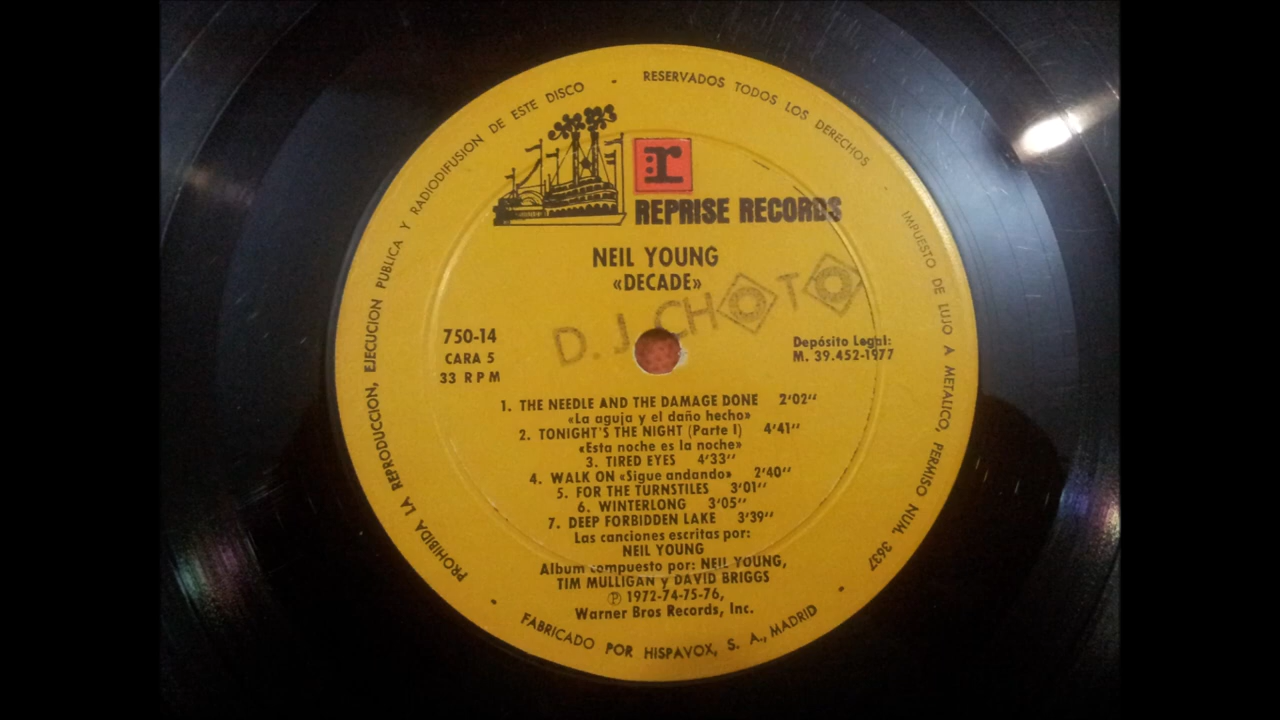 PROHIBIDA LA REPRODUCCION, EJECUCION PUBLICA Y RADIODIFUSION DE ESTE DISCO · RESERVADOS TODOS LOS DERECHOS
IMPUESTO DE LUJO A METALICO, PERMISO NUM. 3637
r
REPRISE RECORDS
NEIL YOUNG
«DECADE»
D. J. CHOTO
750-14
CARA 5
33 RPM
Depósito Legal:
M. 39.452-1977
1. THE NEEDLE AND THE DAMAGE DONE 2'02''
«La aguja y el daño hecho»
2. TONIGHT'S THE NIGHT (Parte I) 4'41''
«Esta noche es la noche»
3. TIRED EYES 4'33''
4. WALK ON «Sigue andando» 2'40''
5. FOR THE TURNSTILES 3'01''
6. WINTERLONG 3'05''
7. DEEP FORBIDDEN LAKE 3'39''
Las canciones escritas por:
NEIL YOUNG
Album compuesto por: NEIL YOUNG,
TIM MULLIGAN y DAVID BRIGGS
℗ 1972-74-75-76,
Warner Bros Records, Inc.
· FABRICADO POR HISPAVOX, S. A., MADRID ·